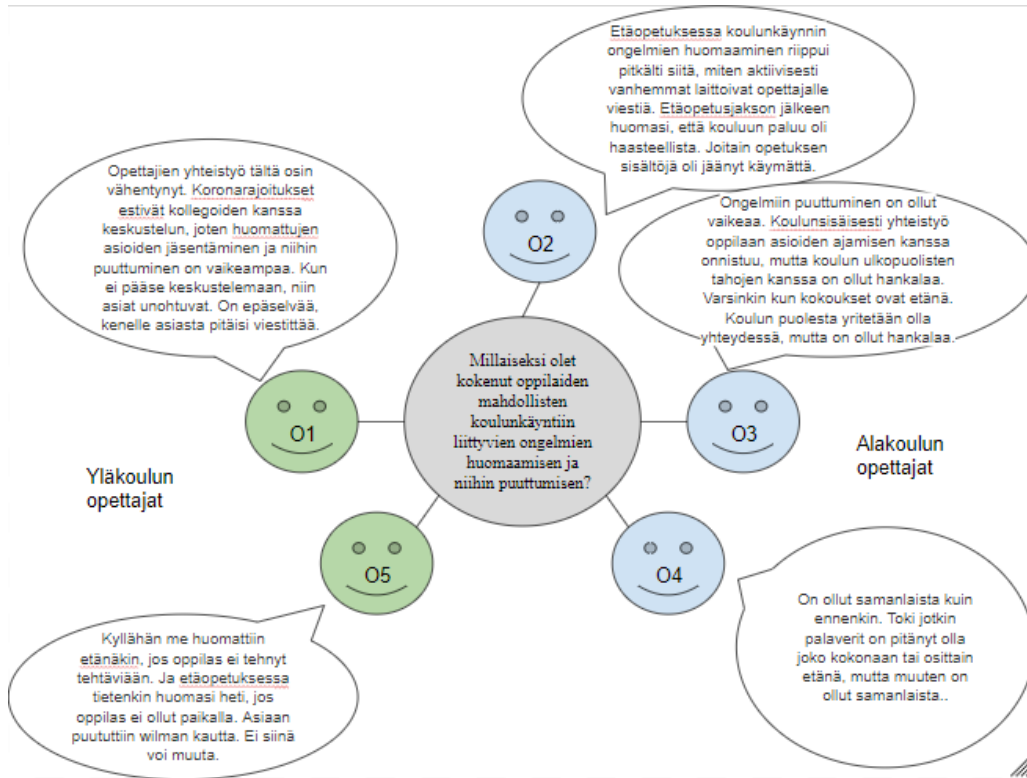 Etäopetuksessa koulunkäynnin
ongelmien huomaaminen riippui
pitkälti siitä, miten aktiivisesti
vanhemmat laittoivat opettajalle
viestiä. Etäopetusjakson jälkeen
huomasi, että kouluun paluu oli
haasteellista. Joitain opetuksen
sisältöjä oli jäänyt käymättä.
Opettajien yhteistyö tältä osin
vähentynyt. Koronarajoitukset
estivät kollegoiden kanssa
keskustelun, joten huomattujen
asioiden jäsentäminen ja niihin
puuttuminen on vaikeampaa. Kun
ei pääse keskustelemaan, niin
asiat unohtuvat. On epäselvää,
kenelle asiasta pitäisi viestittää.
O2
Ongelmiin puuttuminen on ollut
vaikeaa. Koulunsisäisesti yhteistyö
oppilaan asioiden ajamisen kanssa
onnistuu, mutta koulun ulkopuolisten
tahojen kanssa on ollut hankalaa.
Varsinkin kun kokoukset ovat etänä.
Koulun puolesta yritetään olla
yhteydessä, mutta on ollut hankalaa.
Millaiseksi olet
kokenut oppilaiden
mahdollisten
koulunkäyntiin
liittyvien ongelmien
huomaamisen ja
niihin puuttumisen?
O1
O3
Yläkoulun
opettajat
Alakoulun
opettajat
O5
O4
Kyllähän me huomattiin
etänäkin, jos oppilas ei tehnyt
tehtäviään. Ja etäopetuksessa
tietenkin huomasi heti, jos
oppilas ei ollut paikalla. Asiaan
puututtiin wilman kautta. Ei siinä
voi muuta.
On ollut samanlaista kuin
ennenkin. Toki jotkin
palaverit on pitänyt olla
joko kokonaan tai osittain
etänä, mutta muuten on
ollut samanlaista..